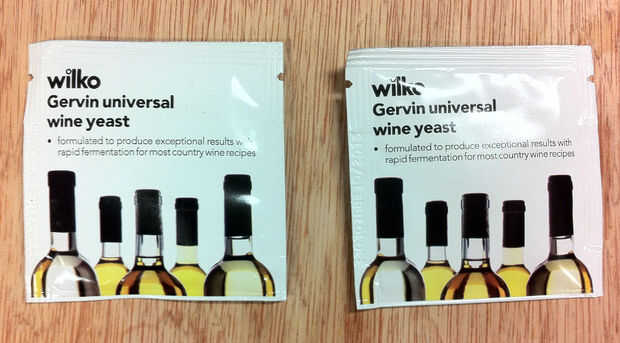 wilko
Gervin universal
wine yeast
• formulated to produce exceptional results with
rapid fermentation for most country wine recipes
wilko
Gervin universal
wine yeast
• formulated to produce exceptional results with
rapid fermentation for most country wine recipes